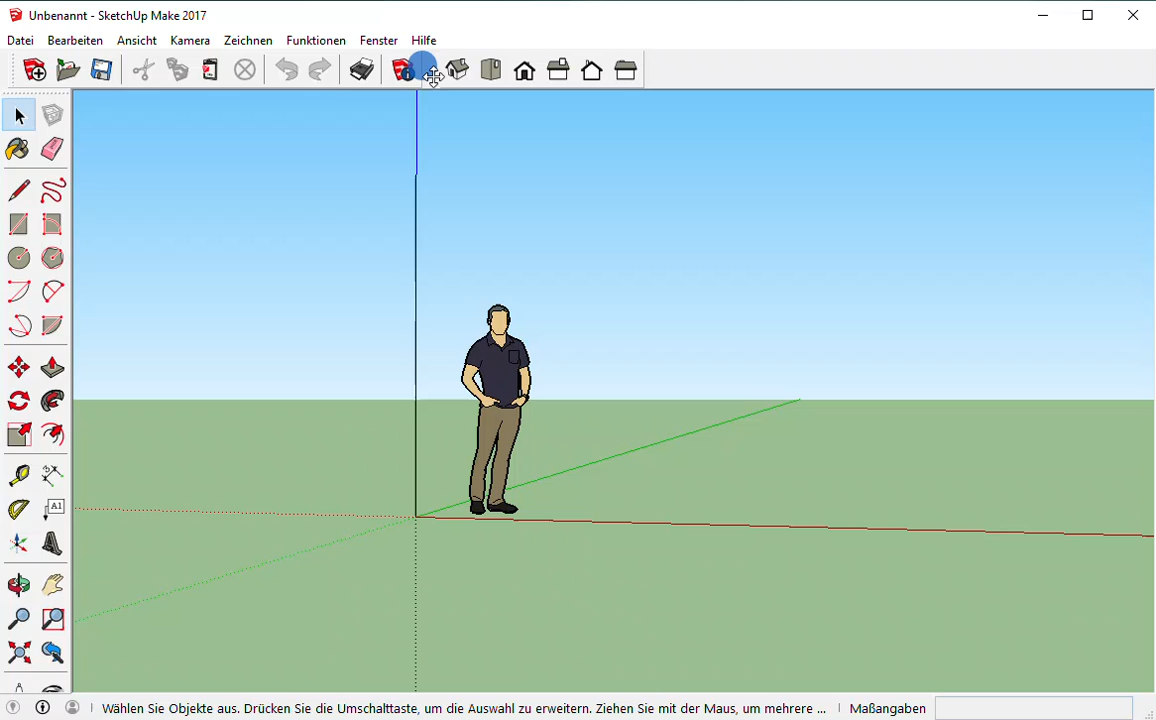 Unbenannt - SketchUp Make 2017
Datei Bearbeiten Ansicht Kamera Zeichnen Funktionen Fenster Hilfe
A1
Wählen Sie Objekte aus. Drücken Sie die Umschalttaste, um die Auswahl zu erweitern. Ziehen Sie mit der Maus, um mehrere ... Maßangaben